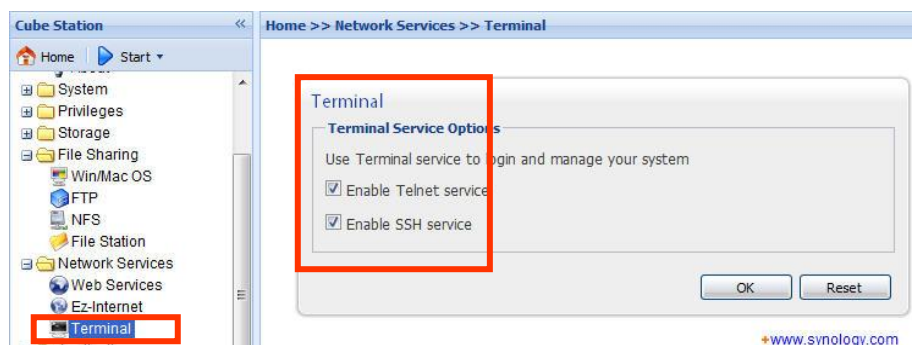 Cube Station
Home >> Network Services >> Terminal
Home
Start
About
System
Privileges
Storage
File Sharing
Win/Mac OS
FTP
NFS
File Station
Network Services
Web Services
Ez-Internet
Terminal
Terminal
Terminal Service Options
Use Terminal service to login and manage your system
Enable Telnet service
Enable SSH service
OK
Reset
+www.synology.com